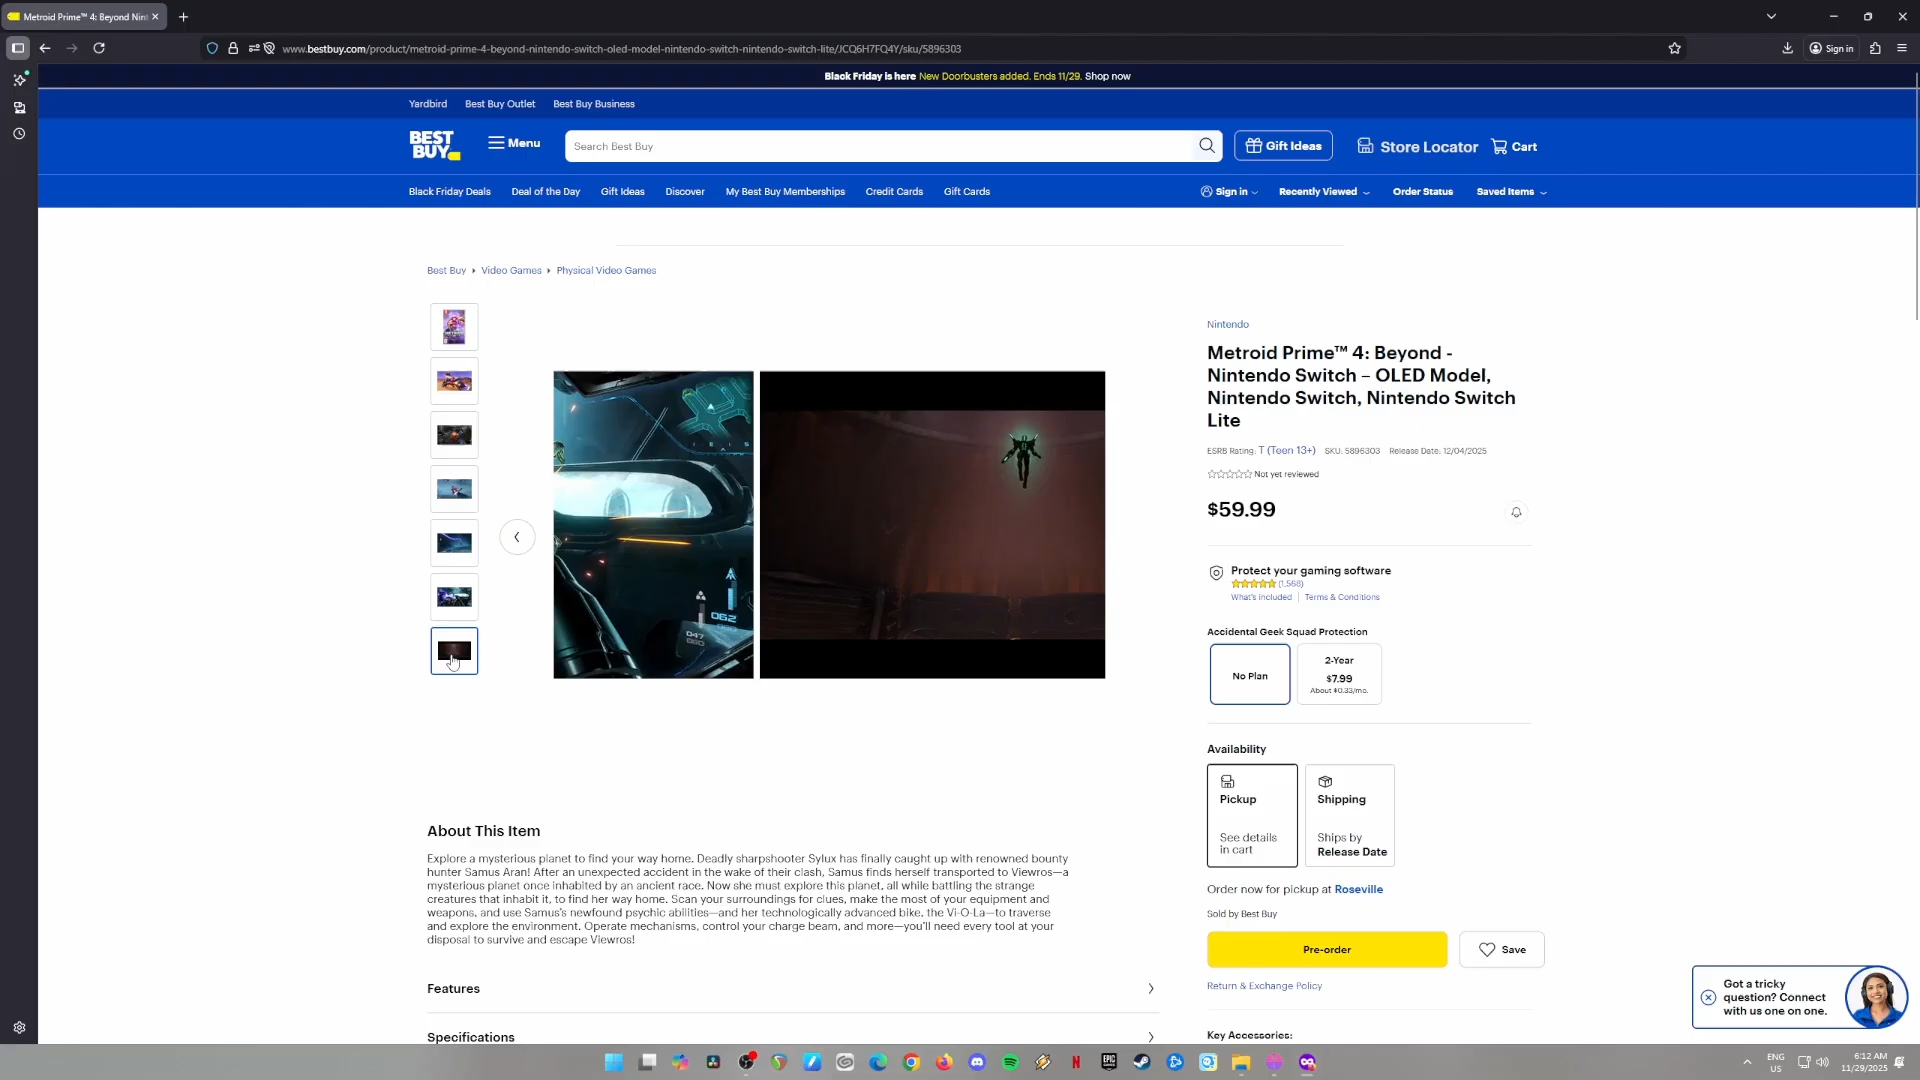 Metroid Prime™ 4: Beyond Nint
www.bestbuy.com/product/metroid-prime-4-beyond-nintendo-switch-oled-model-nintendo-switch-nintendo-switch-lite/JCQ6H7FQ4Y/sku/5896303
Sign in
Black Friday is here New Doorbusters added. Ends 11/29. Shop now
Yardbird Best Buy Outlet Best Buy Business
BEST BUY
Menu
Search Best Buy
Gift Ideas
Store Locator
Cart
Black Friday Deals Deal of the Day Gift Ideas Discover My Best Buy Memberships Credit Cards Gift Cards
Sign in Recently Viewed Order Status Saved Items
Best Buy Video Games Physical Video Games
Nintendo
Metroid Prime™ 4: Beyond -
Nintendo Switch – OLED Model,
Nintendo Switch, Nintendo Switch
Lite
ESRB Rating: T (Teen 13+) SKU: 5896303 Release Date: 12/04/2025
Not yet reviewed
$59.99
Protect your gaming software
(1,568)
What's included Terms & Conditions
Accidental Geek Squad Protection
No Plan
2-Year
$7.99
About $0.33/mo.
062
047
Availability
Pickup
See details
in cart
Shipping
Ships by
Release Date
Order now for pickup at Roseville
Sold by Best Buy
Pre-order
Save
Return & Exchange Policy
Key Accessories:
About This Item
Explore a mysterious planet to find your way home. Deadly sharpshooter Sylux has finally caught up with renowned bounty
hunter Samus Aran! After an unexpected accident in the wake of their clash, Samus finds herself transported to Viewros—a
mysterious planet once inhabited by an ancient race. Now she must explore this planet, all while battling the strange
creatures that inhabit it, to find her way home. Scan your surroundings for clues, make the most of your equipment and
weapons, and use Samus's newfound psychic abilities—and her technologically advanced bike, the Vi-O-La—to traverse
and explore the environment. Operate mechanisms, control your charge beam, and more—you'll need every tool at your
disposal to survive and escape Viewros!
Features
Specifications
Got a tricky
question? Connect
with us one on one.
EPIC
ENG
US
6:12 AM
11/29/2025